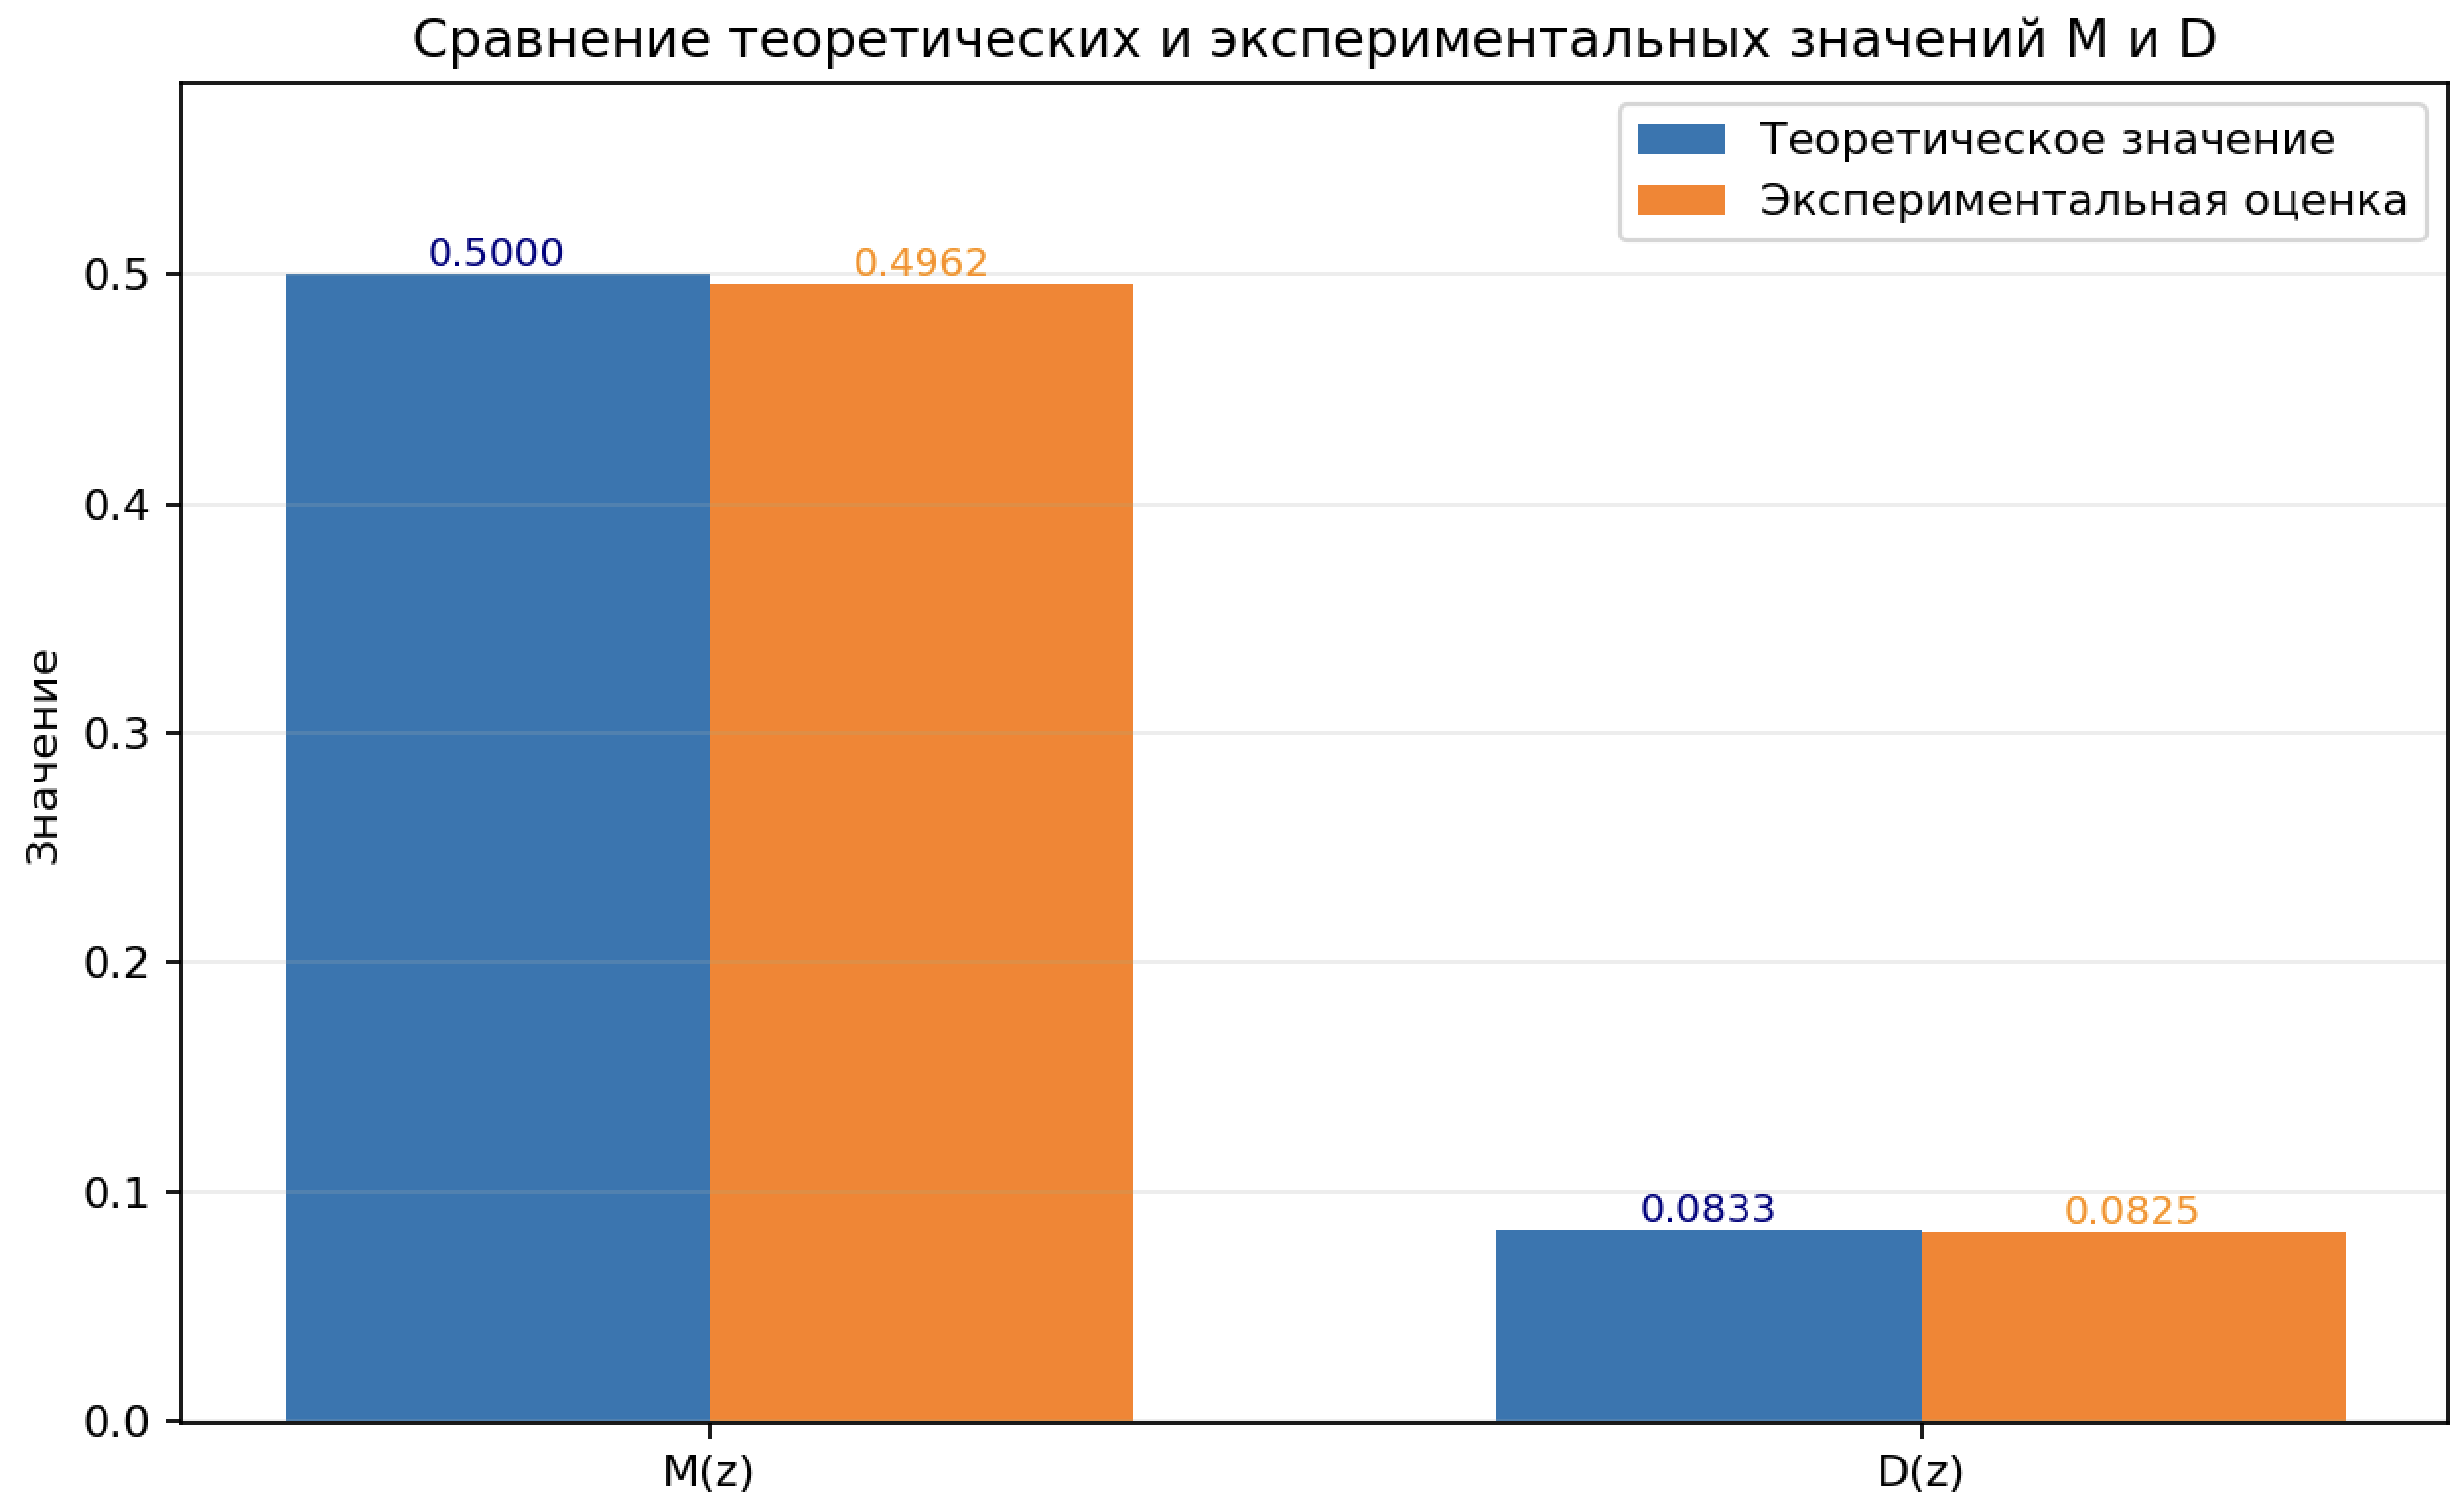 Сравнение теоретических и экспериментальных значений M и D
Теоретическое значение
Экспериментальная оценка
0.5000
0.4962
0.0833
0.0825
Значение
0.5
0.4
0.3
0.2
0.1
0.0
M(z)
D(z)